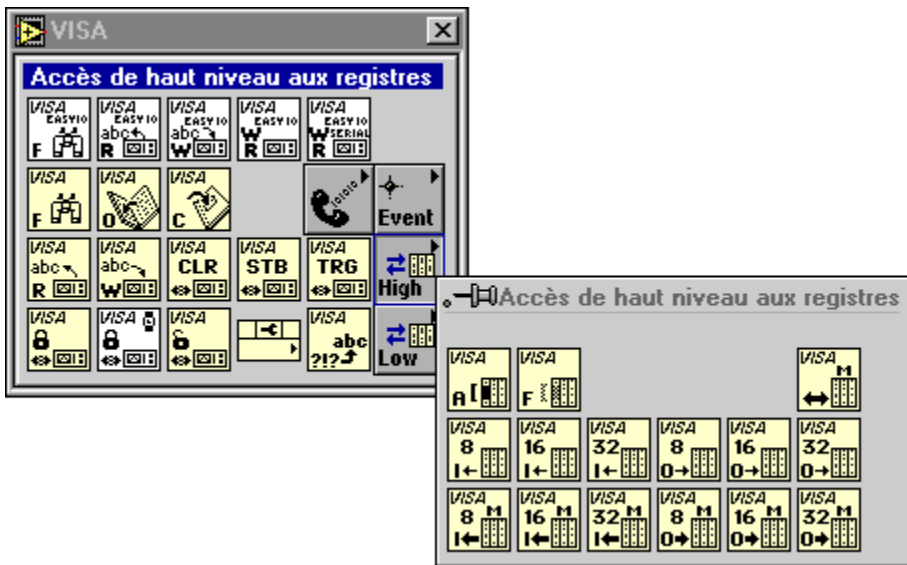 VISA
Accès de haut niveau aux registres
VISA EASY IO F
VISA EASY IO abc R
VISA EASY IO abc W
VISA EASY IO W R
VISA EASY IO W SERIAL R
VISA F
VISA O
VISA C
Event
VISA abc R
VISA abc W
VISA CLR
VISA STB
VISA TRG
High
VISA
VISA
VISA
VISA abc ?!?
Low
Accès de haut niveau aux registres
VISA A
VISA F
VISA M
VISA 8 I
VISA 16 I
VISA 32 I
VISA 8 O
VISA 16 O
VISA 32 O
VISA 8 M I
VISA 16 M I
VISA 32 M I
VISA 8 M O
VISA 16 M O
VISA 32 M O